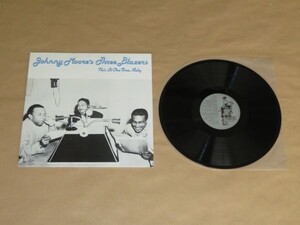 Johnny Moore's Three Blazers
This Is One Time, Baby